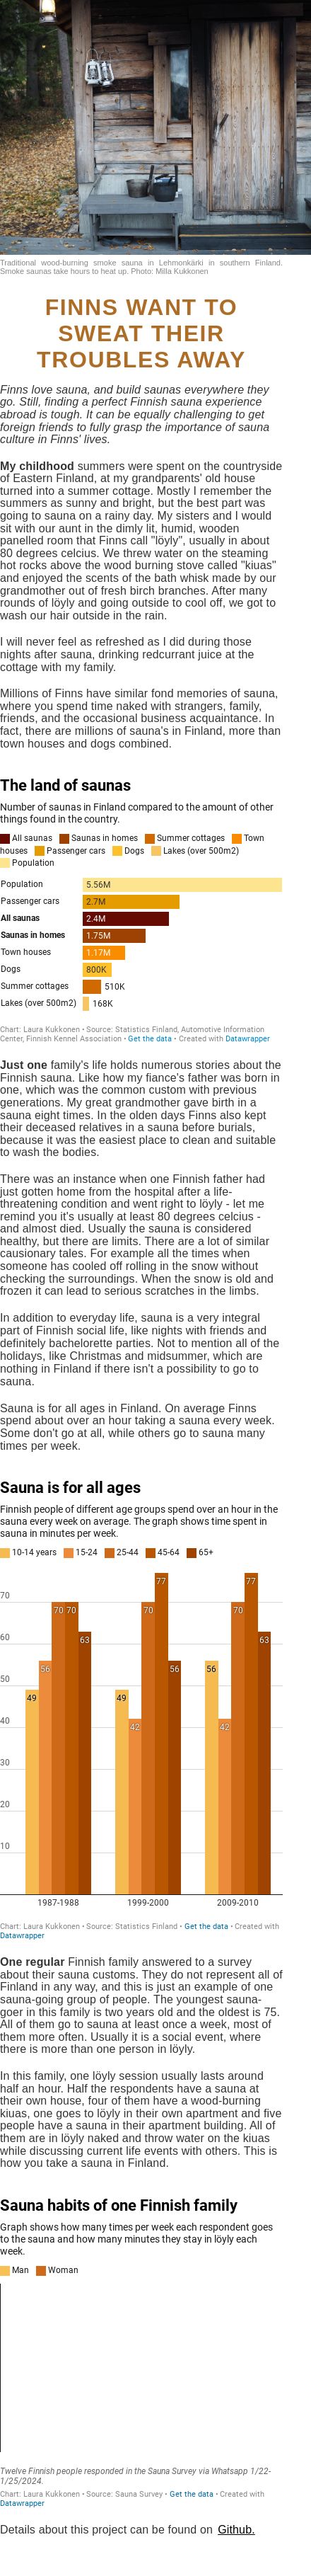 Traditional wood-burning smoke sauna in Lehmonkärki in southern Finland.
Smoke saunas take hours to heat up. Photo: Milla Kukkonen
FINNS WANT TO
SWEAT THEIR
TROUBLES AWAY
Finns love sauna, and build saunas everywhere they
go. Still, finding a perfect Finnish sauna experience
abroad is tough. It can be equally challenging to get
foreign friends to fully grasp the importance of sauna
culture in Finns' lives.
My childhood summers were spent on the countryside
of Eastern Finland, at my grandparents' old house
turned into a summer cottage. Mostly I remember the
summers as sunny and bright, but the best part was
going to sauna on a rainy day. My sisters and I would
sit with our aunt in the dimly lit, humid, wooden
panelled room that Finns call "löyly", usually in about
80 degrees celcius. We threw water on the steaming
hot rocks above the wood burning stove called "kiuas"
and enjoyed the scents of the bath whisk made by our
grandmother out of fresh birch branches. After many
rounds of löyly and going outside to cool off, we got to
wash our hair outside in the rain.
I will never feel as refreshed as I did during those
nights after sauna, drinking redcurrant juice at the
cottage with my family.
Millions of Finns have similar fond memories of sauna,
where you spend time naked with strangers, family,
friends, and the occasional business acquaintance. In
fact, there are millions of sauna's in Finland, more than
town houses and dogs combined.
The land of saunas
Number of saunas in Finland compared to the amount of other
things found in the country.
All saunas Saunas in homes Summer cottages Town
houses Passenger cars Dogs Lakes (over 500m2)
Population
Population 5.56M
Passenger cars 2.7M
All saunas 2.4M
Saunas in homes 1.75M
Town houses 1.17M
Dogs 800K
Summer cottages 510K
Lakes (over 500m2) 168K
Chart: Laura Kukkonen • Source: Statistics Finland, Automotive Information
Center, Finnish Kennel Association • Get the data • Created with Datawrapper
Just one family's life holds numerous stories about the
Finnish sauna. Like how my fiance's father was born in
one, which was the common custom with previous
generations. My great grandmother gave birth in a
sauna eight times. In the olden days Finns also kept
their deceased relatives in a sauna before burials,
because it was the easiest place to clean and suitable
to wash the bodies.
There was an instance when one Finnish father had
just gotten home from the hospital after a life-
threatening condition and went right to löyly - let me
remind you it's usually at least 80 degrees celcius -
and almost died. Usually the sauna is considered
healthy, but there are limits. There are a lot of similar
causionary tales. For example all the times when
someone has cooled off rolling in the snow without
checking the surroundings. When the snow is old and
frozen it can lead to serious scratches in the limbs.
In addition to everyday life, sauna is a very integral
part of Finnish social life, like nights with friends and
definitely bachelorette parties. Not to mention all of the
holidays, like Christmas and midsummer, which are
nothing in Finland if there isn't a possibility to go to
sauna.
Sauna is for all ages in Finland. On average Finns
spend about over an hour taking a sauna every week.
Some don't go at all, while others go to sauna many
times per week.
Sauna is for all ages
Finnish people of different age groups spend over an hour in the
sauna every week on average. The graph shows time spent in
sauna in minutes per week.
10-14 years 15-24 25-44 45-64 65+
70
60
50
40
30
20
10
49 56 70 70 63
49 42 70 77 56
56 42 70 77 63
1987-1988 1999-2000 2009-2010
Chart: Laura Kukkonen • Source: Statistics Finland • Get the data • Created with
Datawrapper
One regular Finnish family answered to a survey
about their sauna customs. They do not represent all of
Finland in any way, and this is just an example of one
sauna-going group of people. The youngest sauna-
goer in this family is two years old and the oldest is 75.
All of them go to sauna at least once a week, most of
them more often. Usually it is a social event, where
there is more than one person in löyly.
In this family, one löyly session usually lasts around
half an hour. Half the respondents have a sauna at
their own house, four of them have a wood-burning
kiuas, one goes to löyly in their own apartment and five
people have a sauna in their apartment building. All of
them are in löyly naked and throw water on the kiuas
while discussing current life events with others. This is
how you take a sauna in Finland.
Sauna habits of one Finnish family
Graph shows how many times per week each respondent goes
to the sauna and how many minutes they stay in löyly each
week.
Man Woman
Twelve Finnish people responded in the Sauna Survey via Whatsapp 1/22-
1/25/2024.
Chart: Laura Kukkonen • Source: Sauna Survey • Get the data • Created with
Datawrapper
Details about this project can be found on Github.